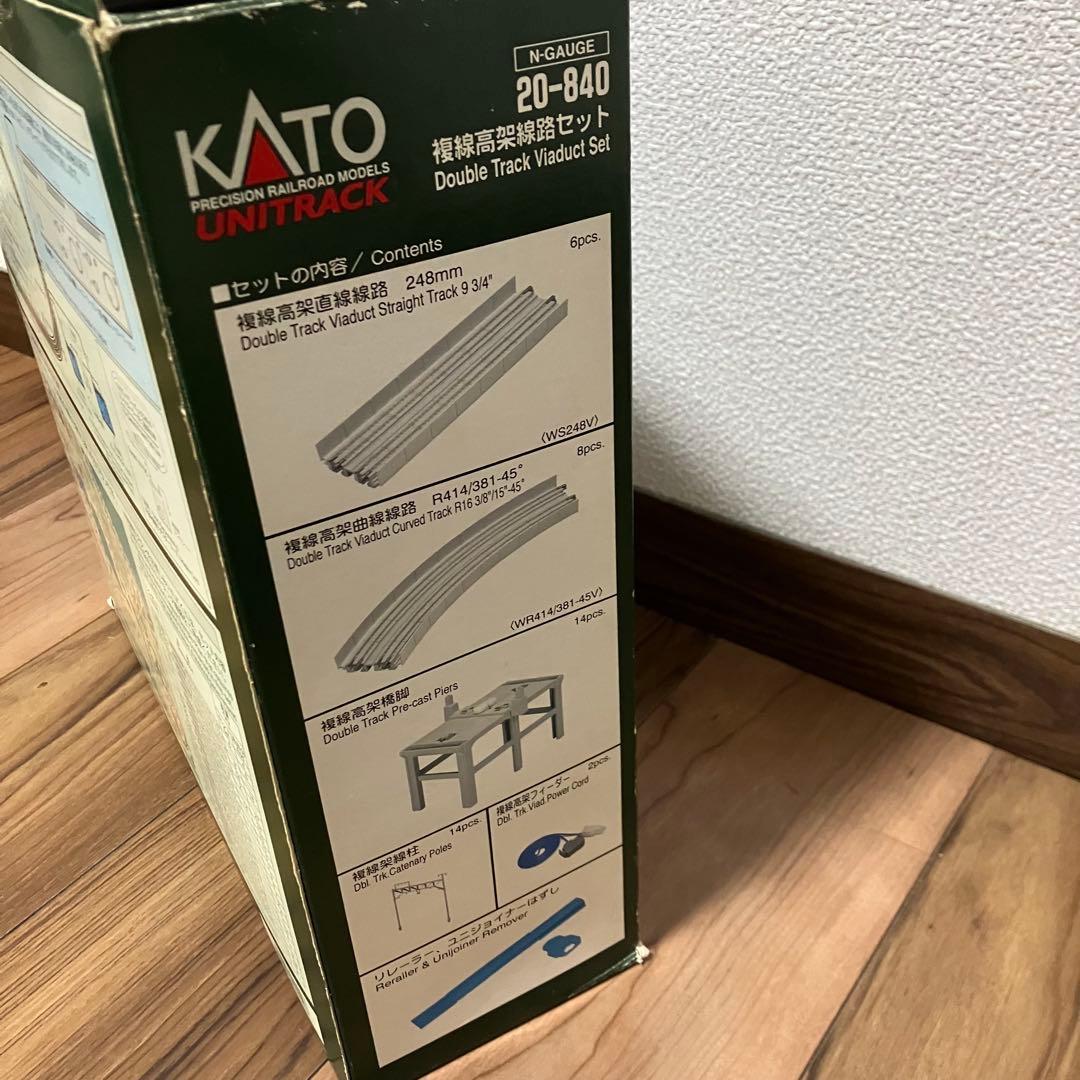 N-GAUGE
20-840
複線高架線路セット
Double Track Viaduct Set
KATO
PRECISION RAILROAD MODELS
UNITRACK
■セットの内容/ Contents
複線高架直線線路 248mm
6pcs.
Double Track Viaduct Straight Track 9 3/4"
〈WS248V〉
複線高架曲線線路 R414/381-45°
8pcs.
Double Track Viaduct Curved Track R16 3/8"/15"-45°
〈WR414/381-45V〉
複線高架橋脚
14pcs.
Double Track Pre-cast Piers
複線架線柱
14pcs.
Dbl. Trk.Catenary Poles
複線高架フィーダー
2pcs.
Dbl. Trk.Viad.Power Cord
リレーラー、ユニジョイナーはずし
Reraller & Unijoiner Remover